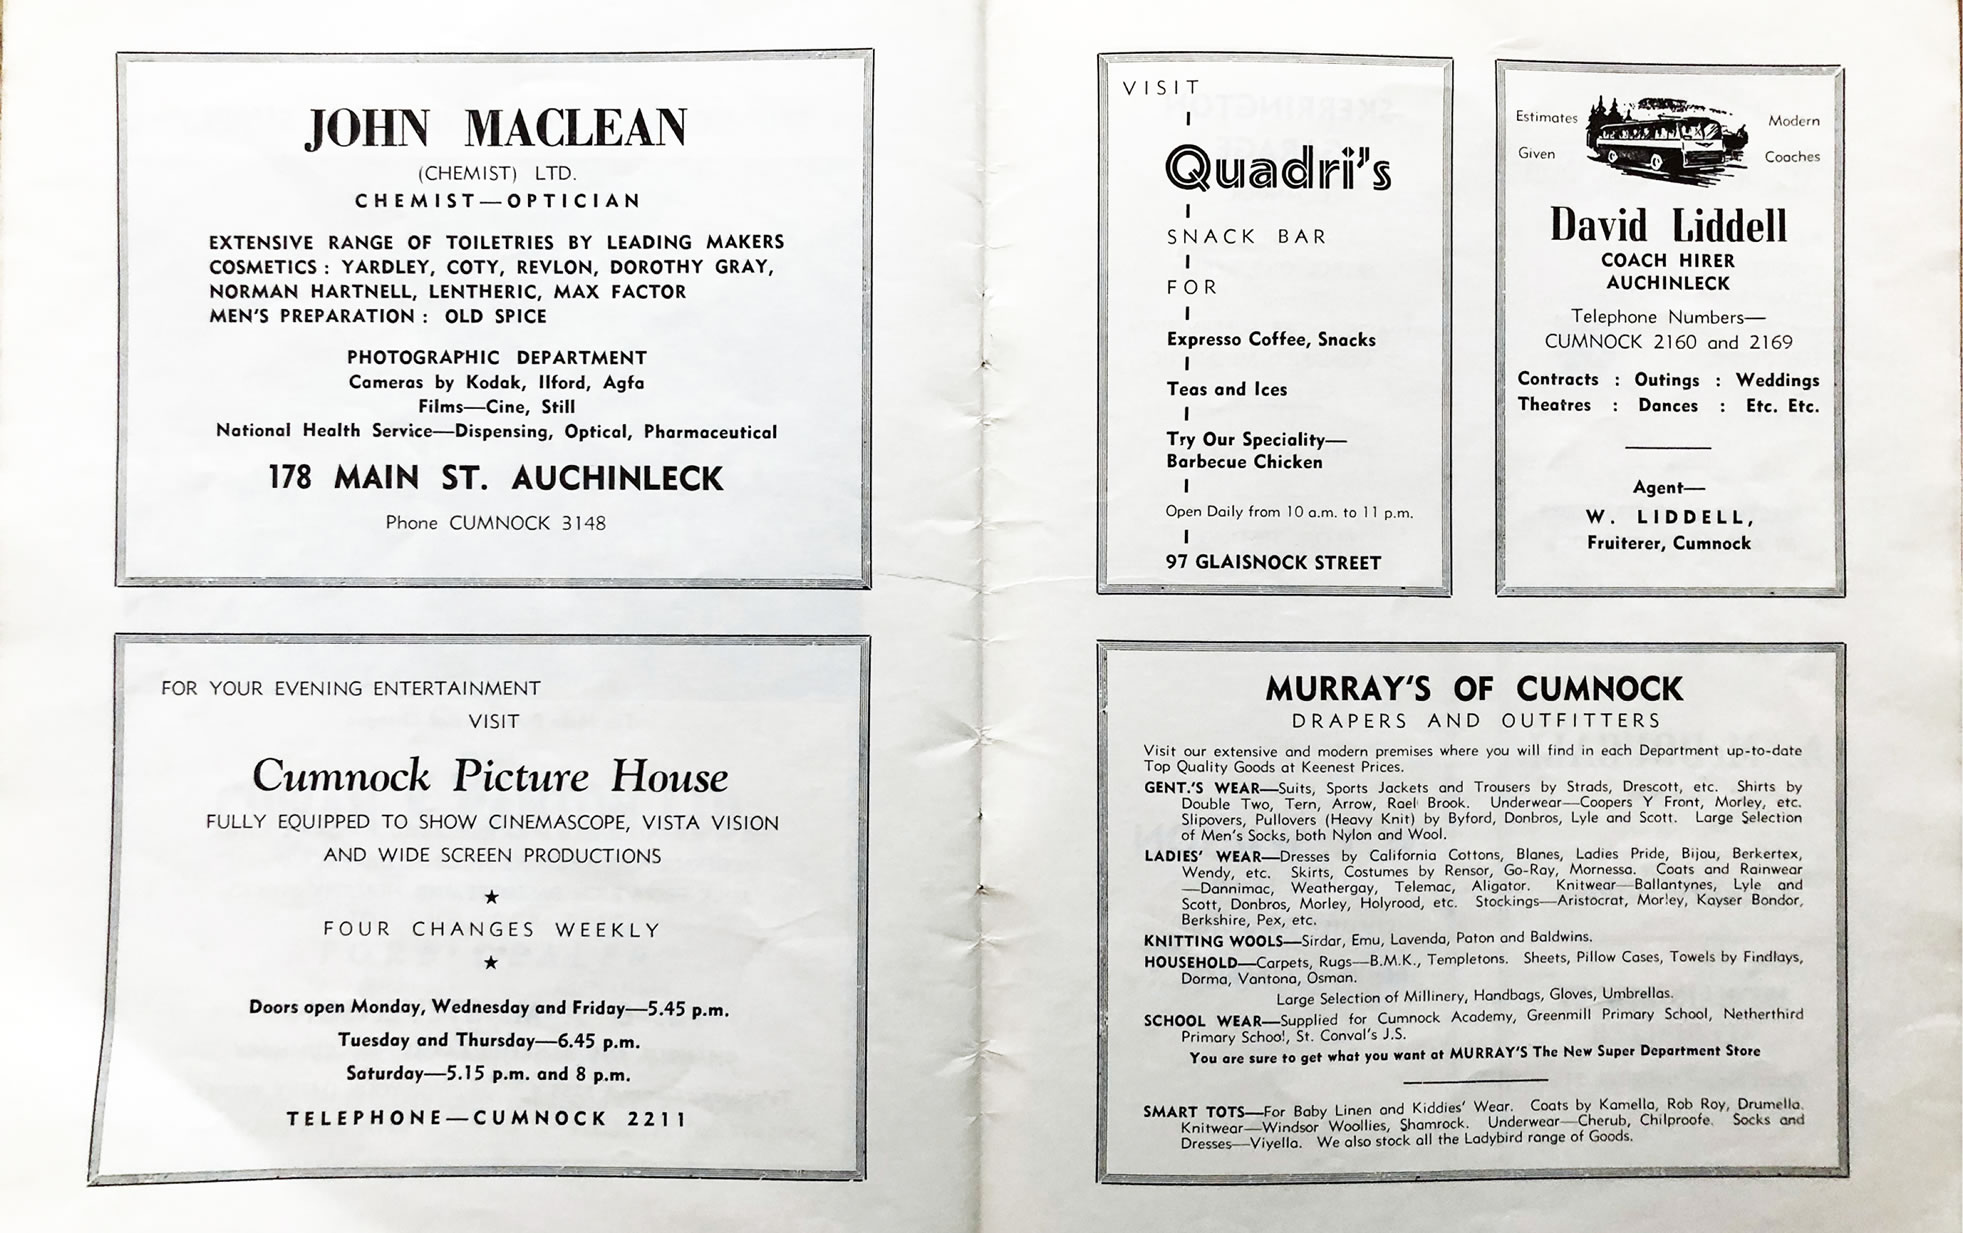 JOHN MACLEAN
(CHEMIST) LTD.
CHEMIST—OPTICIAN
EXTENSIVE RANGE OF TOILETRIES BY LEADING MAKERS
COSMETICS : YARDLEY, COTY, REVLON, DOROTHY GRAY,
NORMAN HARTNELL, LENTHERIC, MAX FACTOR
MEN'S PREPARATION : OLD SPICE
PHOTOGRAPHIC DEPARTMENT
Cameras by Kodak, Ilford, Agfa
Films—Cine, Still
National Health Service—Dispensing, Optical, Pharmaceutical
178 MAIN ST. AUCHINLECK
Phone CUMNOCK 3148
FOR YOUR EVENING ENTERTAINMENT
VISIT
Cumnock Picture House
FULLY EQUIPPED TO SHOW CINEMASCOPE, VISTA VISION
AND WIDE SCREEN PRODUCTIONS
★
FOUR CHANGES WEEKLY
★
Doors open Monday, Wednesday and Friday—5.45 p.m.
Tuesday and Thursday—6.45 p.m.
Saturday—5.15 p.m. and 8 p.m.
TELEPHONE—CUMNOCK 2211
VISIT
Quadri's
SNACK BAR
FOR
Expresso Coffee, Snacks
Teas and Ices
Try Our Speciality—
Barbecue Chicken
Open Daily from 10 a.m. to 11 p.m.
97 GLAISNOCK STREET
Estimates Modern
Given Coaches
David Liddell
COACH HIRER
AUCHINLECK
Telephone Numbers—
CUMNOCK 2160 and 2169
Contracts : Outings : Weddings
Theatres : Dances : Etc. Etc.
Agent—
W. LIDDELL,
Fruiterer, Cumnock
MURRAY'S OF CUMNOCK
DRAPERS AND OUTFITTERS
Visit our extensive and modern premises where you will find in each Department up-to-date
Top Quality Goods at Keenest Prices.
GENT.'S WEAR—Suits, Sports Jackets and Trousers by Strads, Drescott, etc. Shirts by
Double Two, Tern, Arrow, Rael Brook. Underwear—Coopers Y Front, Morley, etc.
Slipovers, Pullovers (Heavy Knit) by Byford, Donbros, Lyle and Scott. Large Selection
of Men's Socks, both Nylon and Wool.
LADIES' WEAR—Dresses by California Cottons, Blanes, Ladies Pride, Bijou, Berkertex,
Wendy, etc. Skirts, Costumes by Rensor, Go-Ray, Mornessa. Coats and Rainwear
—Dannimac, Weathergay, Telemac, Aligator. Knitwear—Ballantynes, Lyle and
Scott, Donbros, Morley, Holyrood, etc. Stockings—Aristocrat, Morley, Kayser Bondor,
Berkshire, Pex, etc.
KNITTING WOOLS—Sirdar, Emu, Lavenda, Paton and Baldwins.
HOUSEHOLD—Carpets, Rugs—B.M.K., Templetons. Sheets, Pillow Cases, Towels by Findlays,
Dorma, Vantona, Osman.
Large Selection of Millinery, Handbags, Gloves, Umbrellas.
SCHOOL WEAR—Supplied for Cumnock Academy, Greenmill Primary School, Netherthird
Primary School, St. Conval's J.S.
You are sure to get what you want at MURRAY'S The New Super Department Store
SMART TOTS—For Baby Linen and Kiddies' Wear. Coats by Kamella, Rob Roy, Drumella.
Knitwear—Windsor Woollies, Shamrock. Underwear—Cherub, Chilproofe. Socks and
Dresses—Viyella. We also stock all the Ladybird range of Goods.